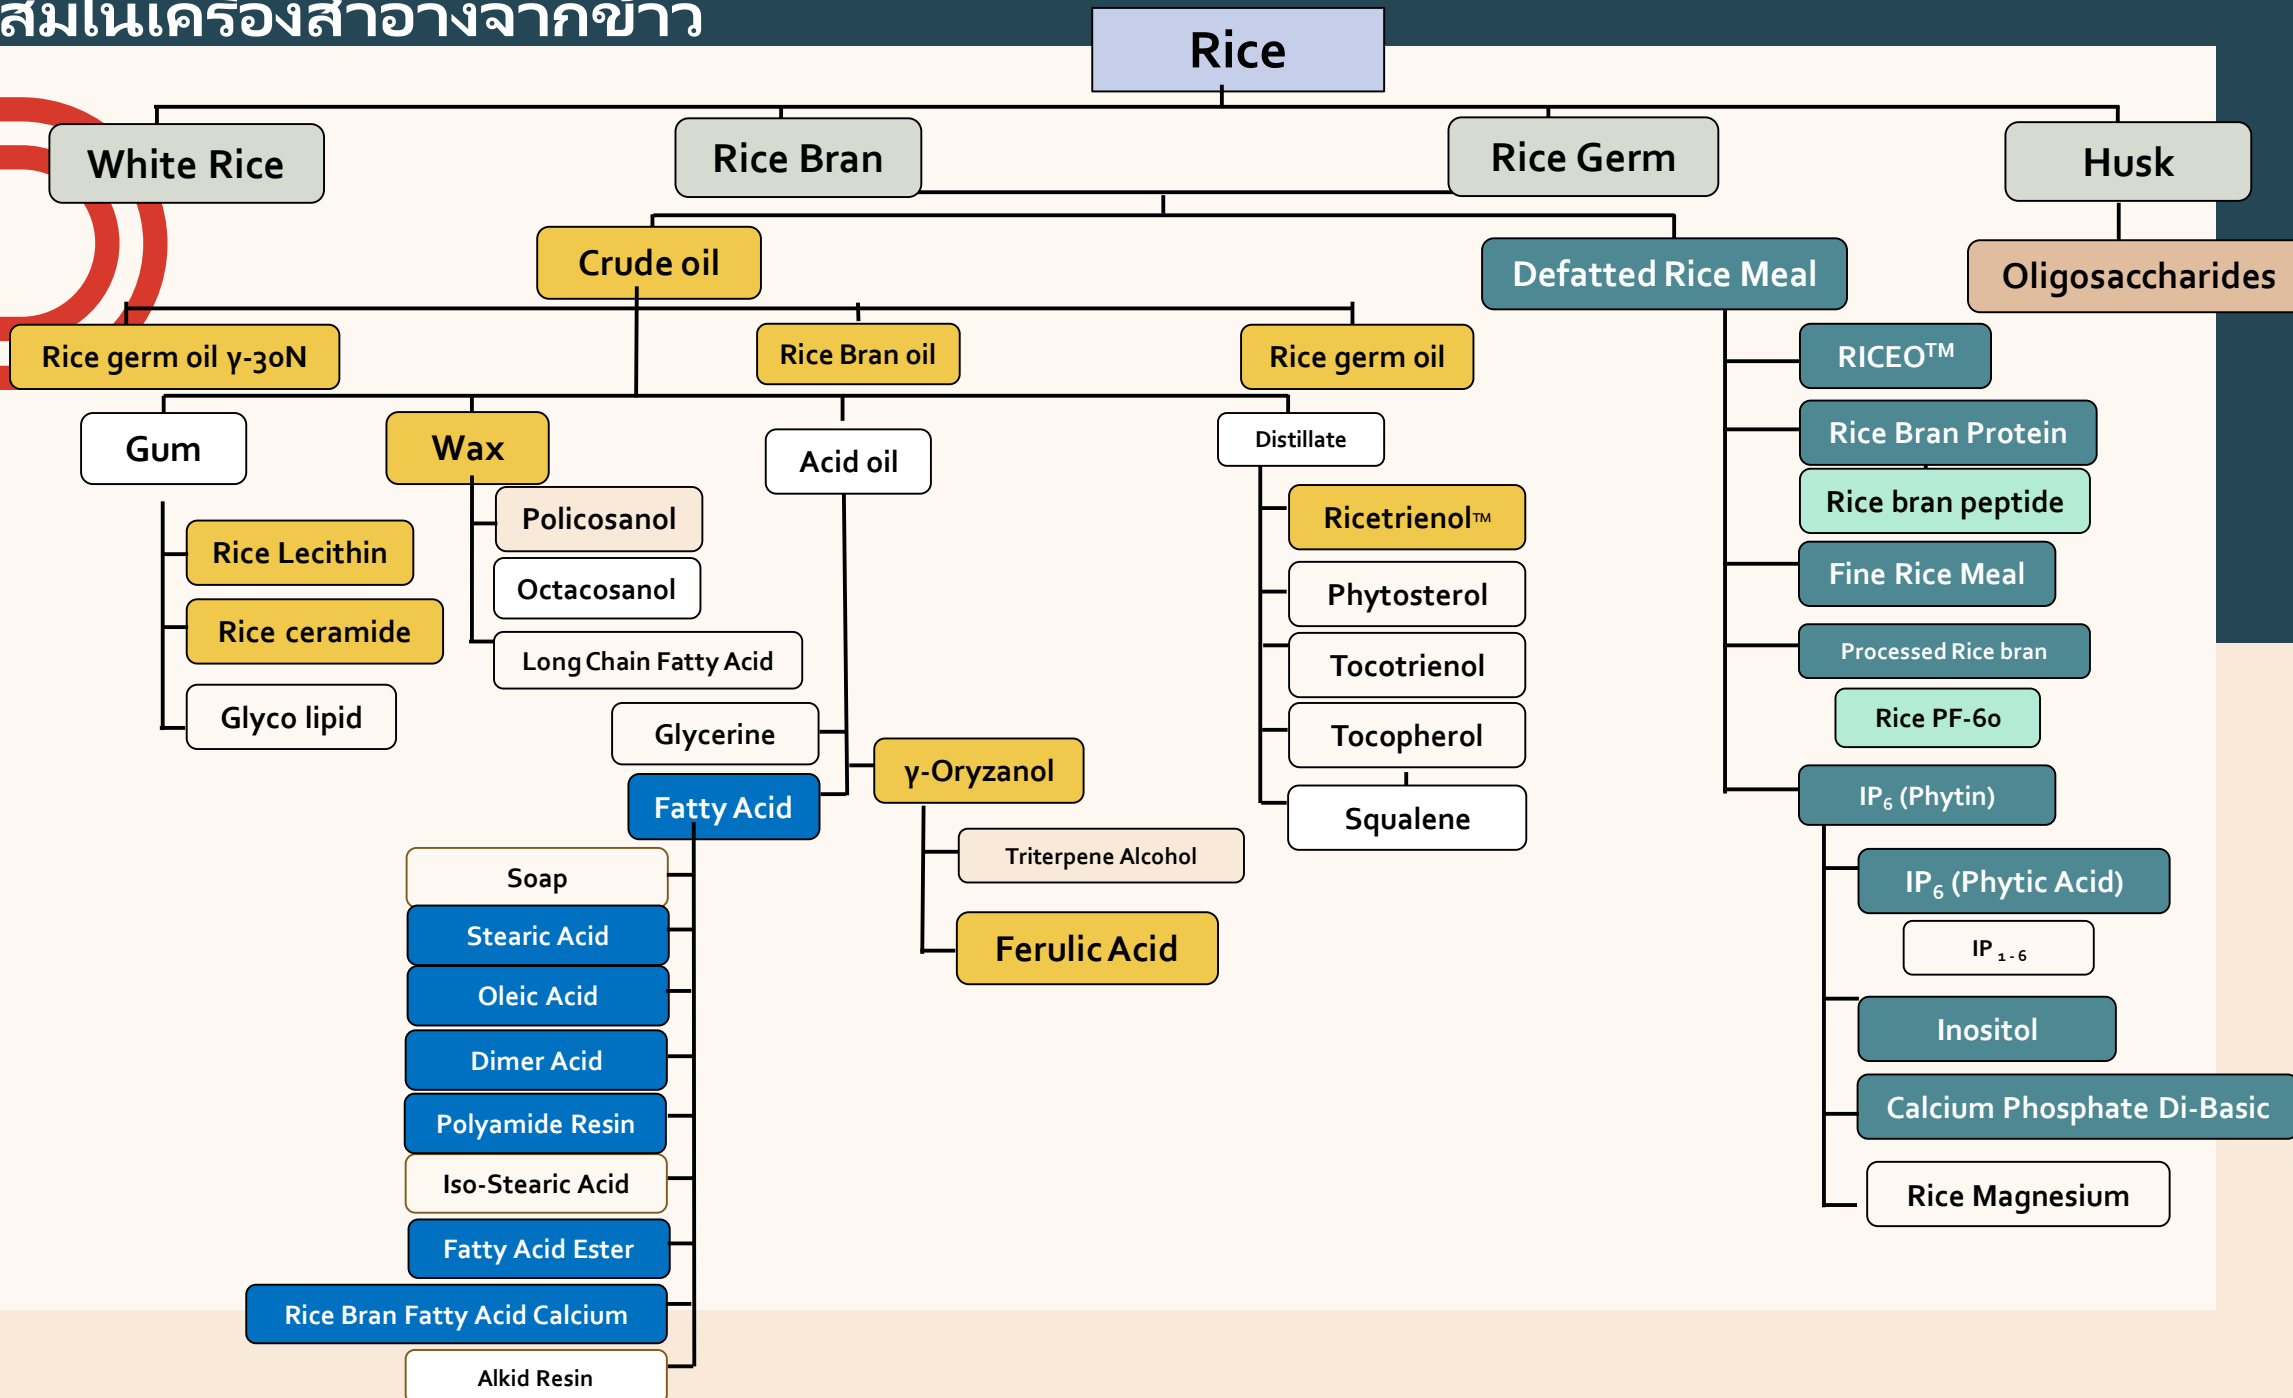 สมในเครื่องสำอางจากข้าว
Rice
White Rice
Rice Bran
Rice Germ
Husk
Crude oil
Defatted Rice Meal
Oligosaccharides
Rice germ oil γ-30N
Rice Bran oil
Rice germ oil
RICEO™
Gum
Wax
Acid oil
Distillate
Rice Bran Protein
Rice bran peptide
Policosanol
Ricetrienol™
Rice Lecithin
Octacosanol
Phytosterol
Fine Rice Meal
Rice ceramide
Long Chain Fatty Acid
Tocotrienol
Processed Rice bran
Glyco lipid
Glycerine
Tocopherol
Rice PF-60
γ-Oryzanol
Fatty Acid
Squalene
IP₆ (Phytin)
Triterpene Alcohol
Ferulic Acid
Soap
Stearic Acid
Oleic Acid
Dimer Acid
Polyamide Resin
Iso-Stearic Acid
Fatty Acid Ester
Rice Bran Fatty Acid Calcium
Alkid Resin
IP₆ (Phytic Acid)
IP ₁₋₆
Inositol
Calcium Phosphate Di-Basic
Rice Magnesium